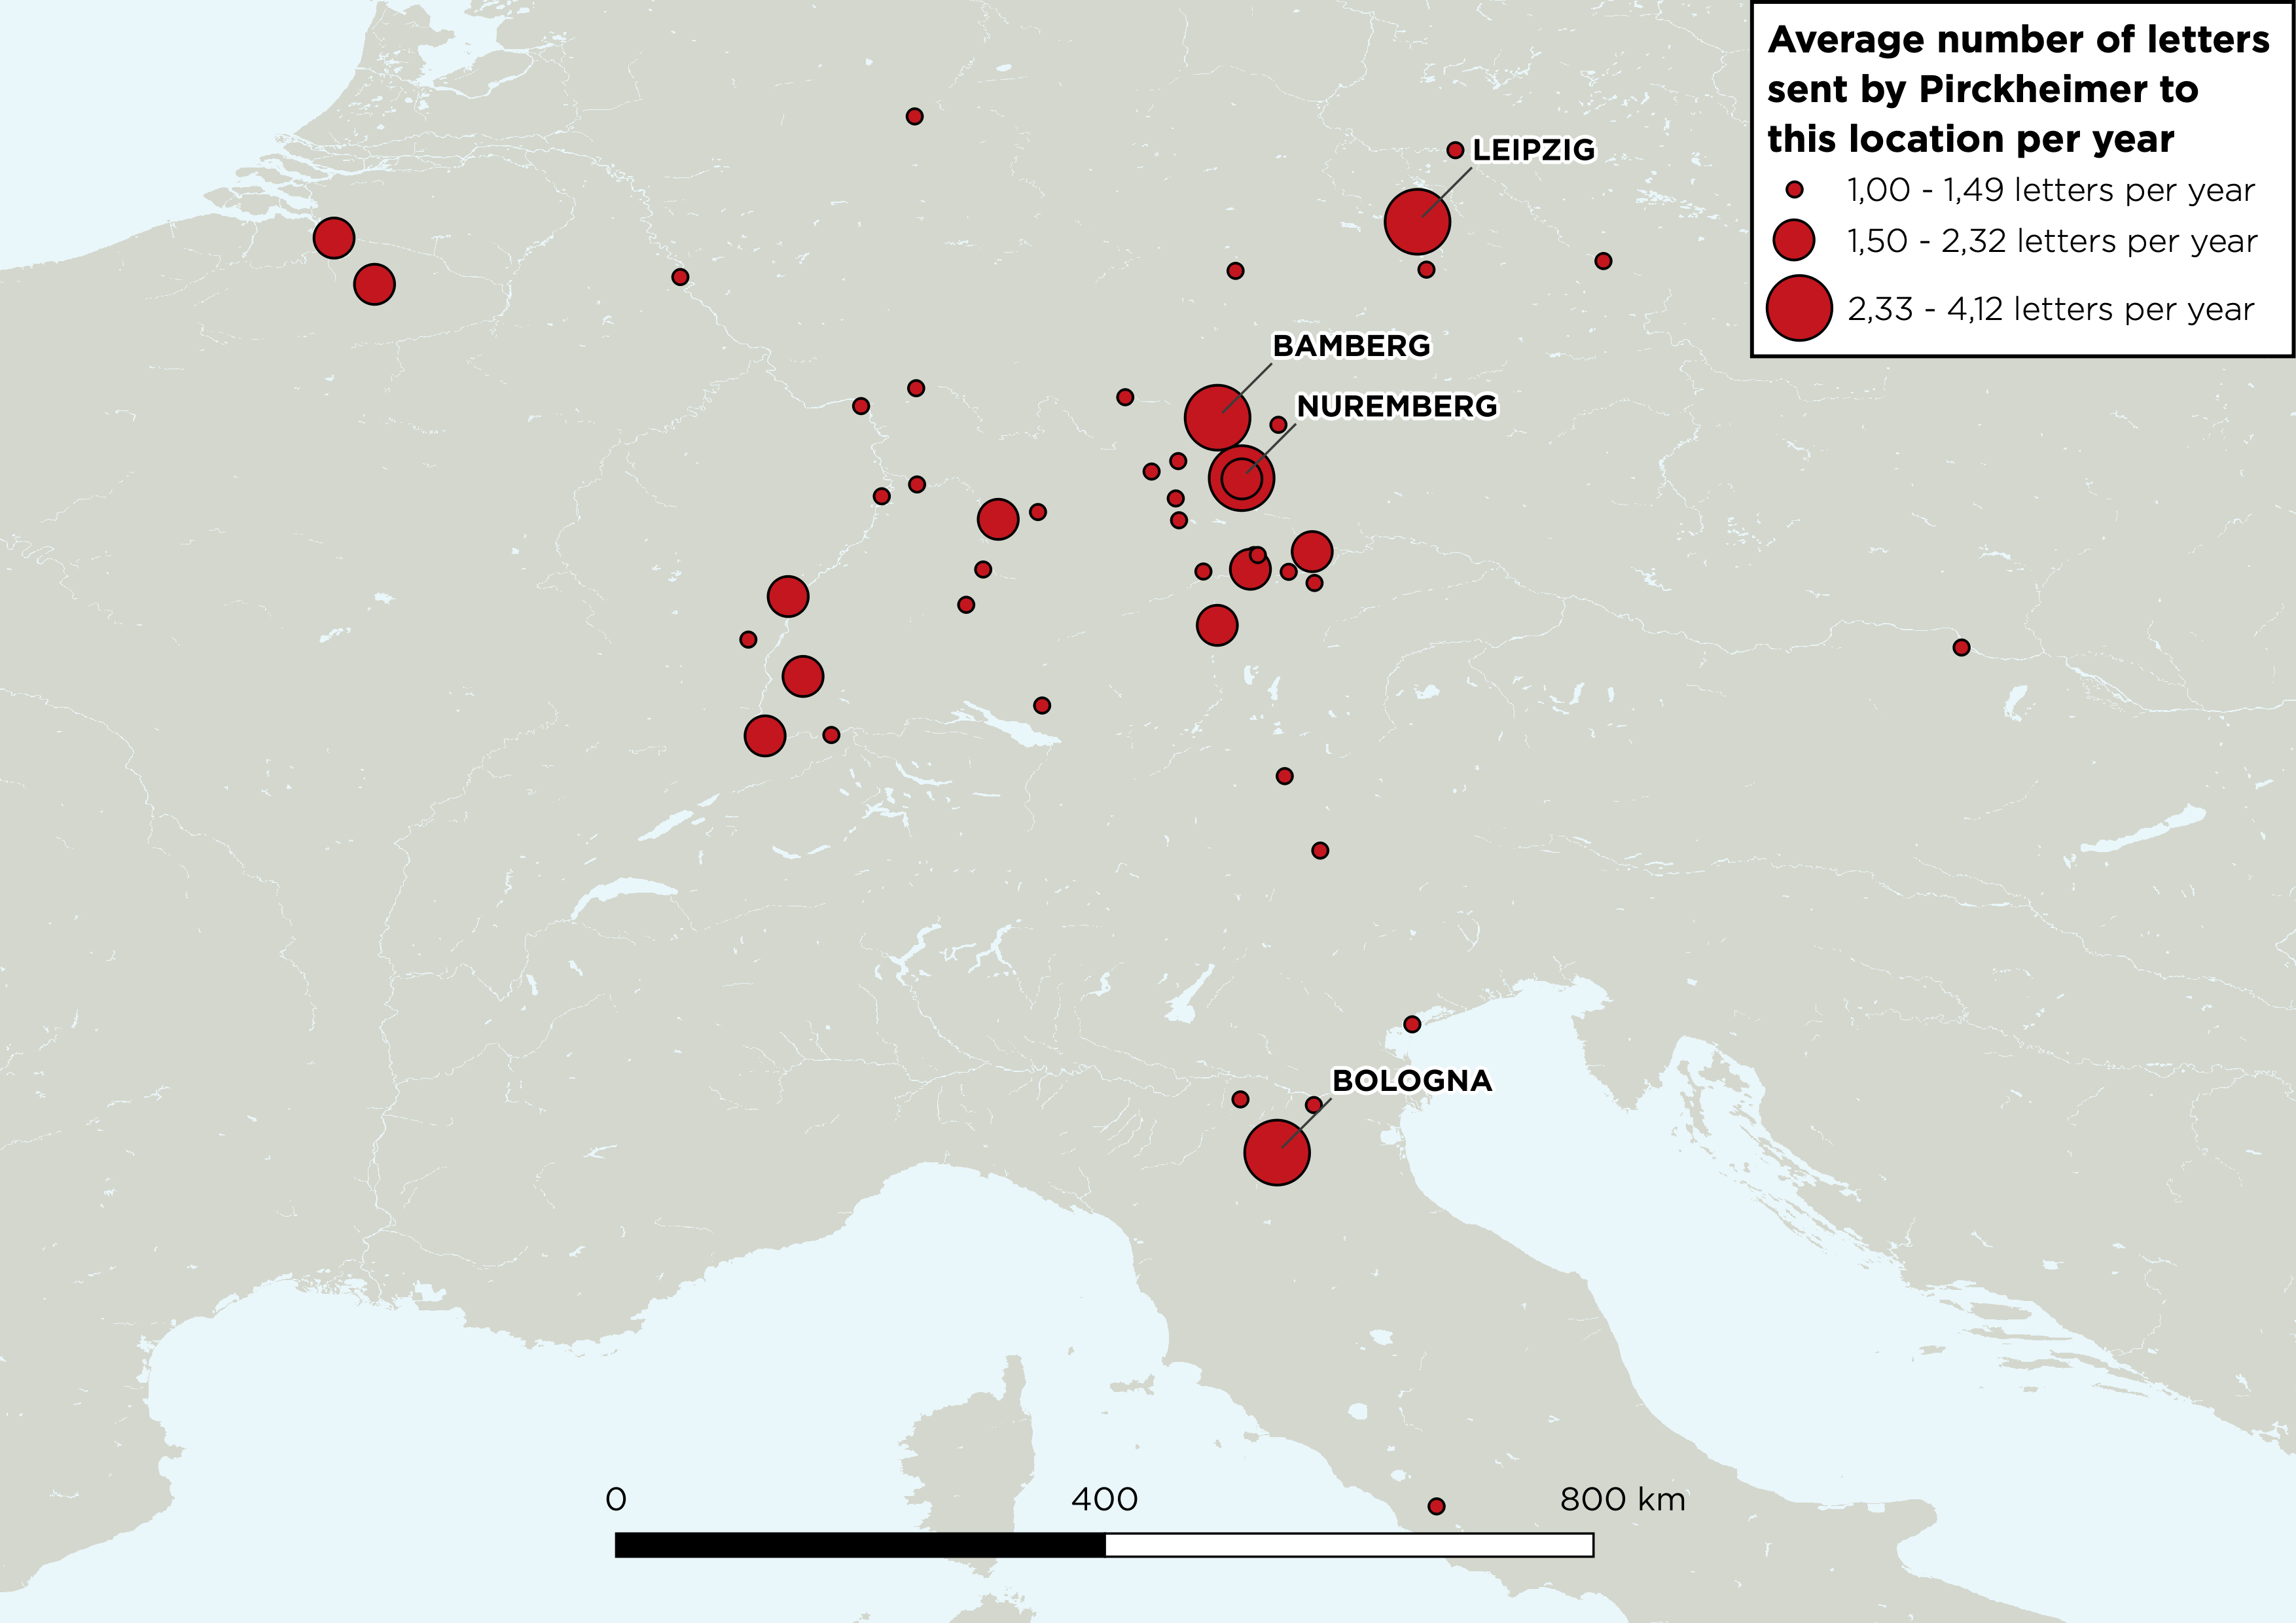 Average number of letters
sent by Pirckheimer to
this location per year
1,00 - 1,49 letters per year
1,50 - 2,32 letters per year
2,33 - 4,12 letters per year
LEIPZIG
BAMBERG
NUREMBERG
BOLOGNA
0 400 800 km